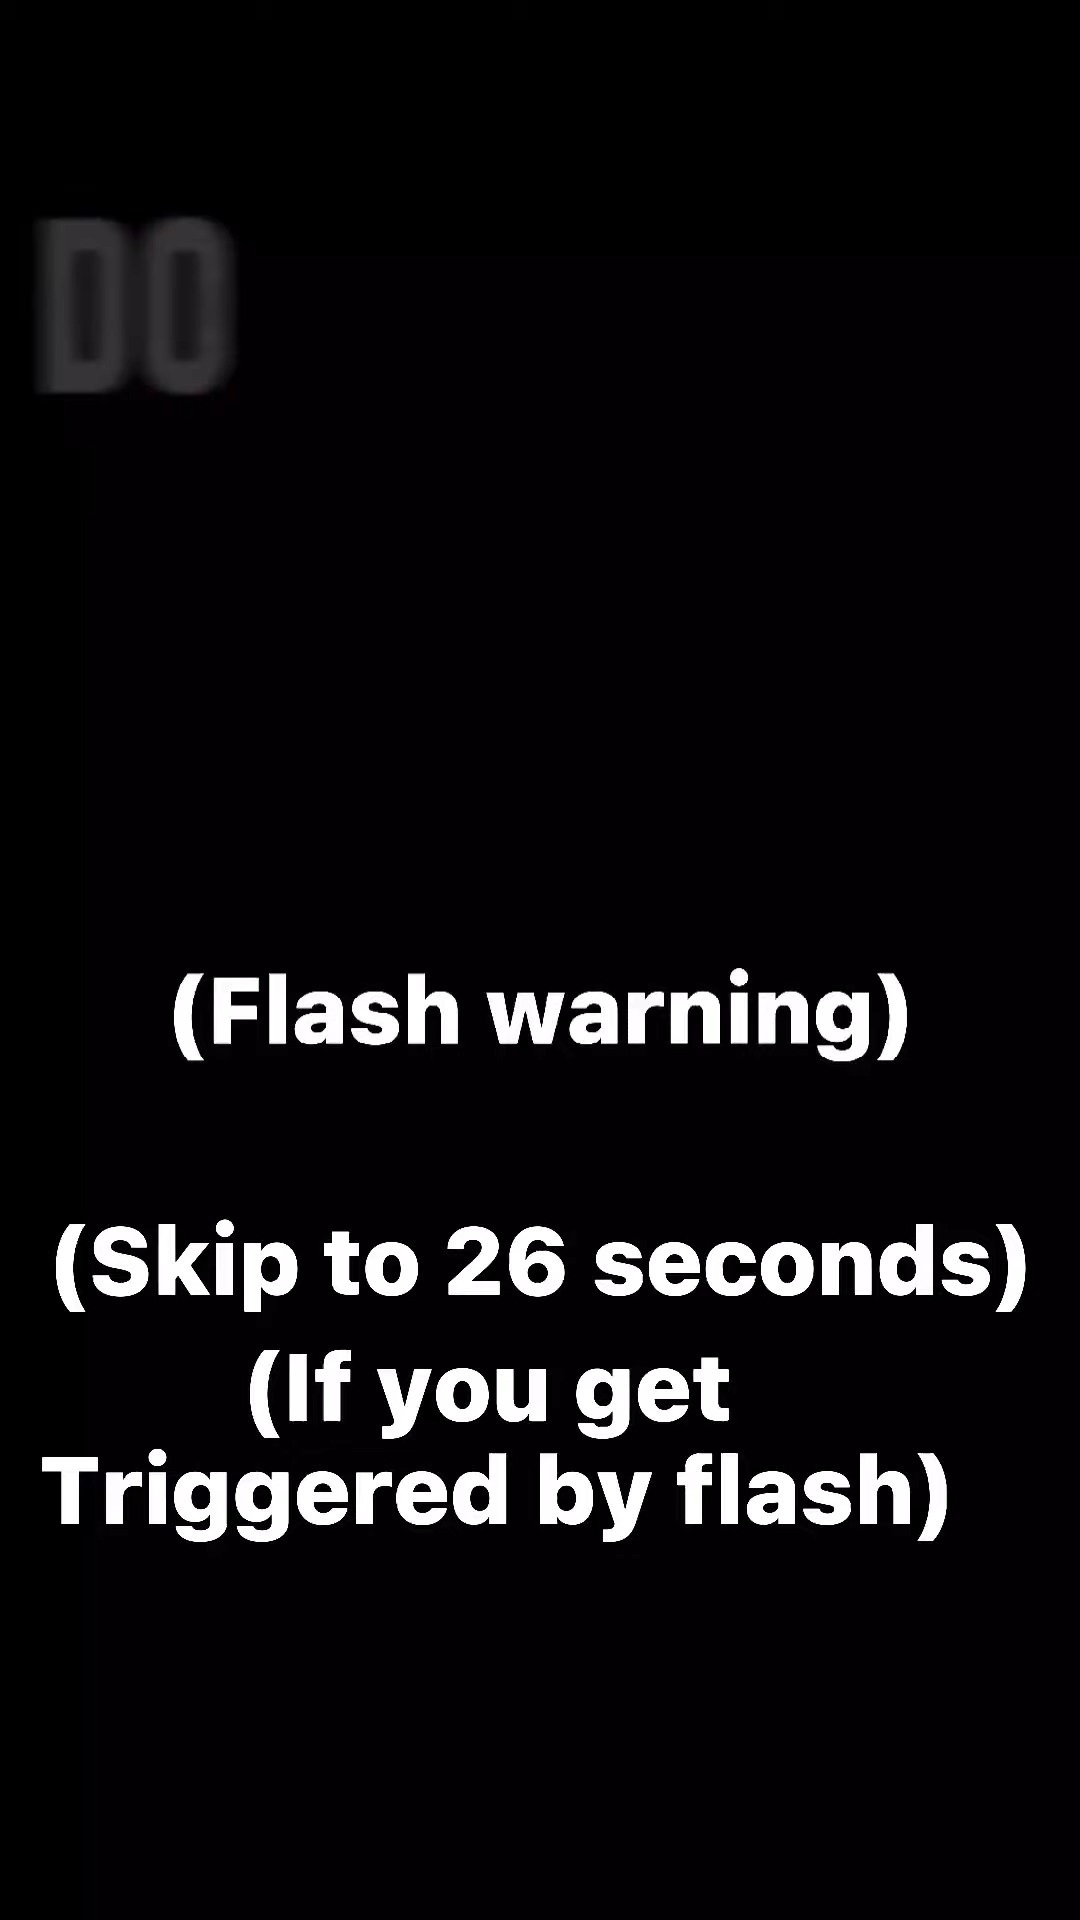 DO
(Flash warning)
(Skip to 26 seconds)
(If you get
Triggered by flash)